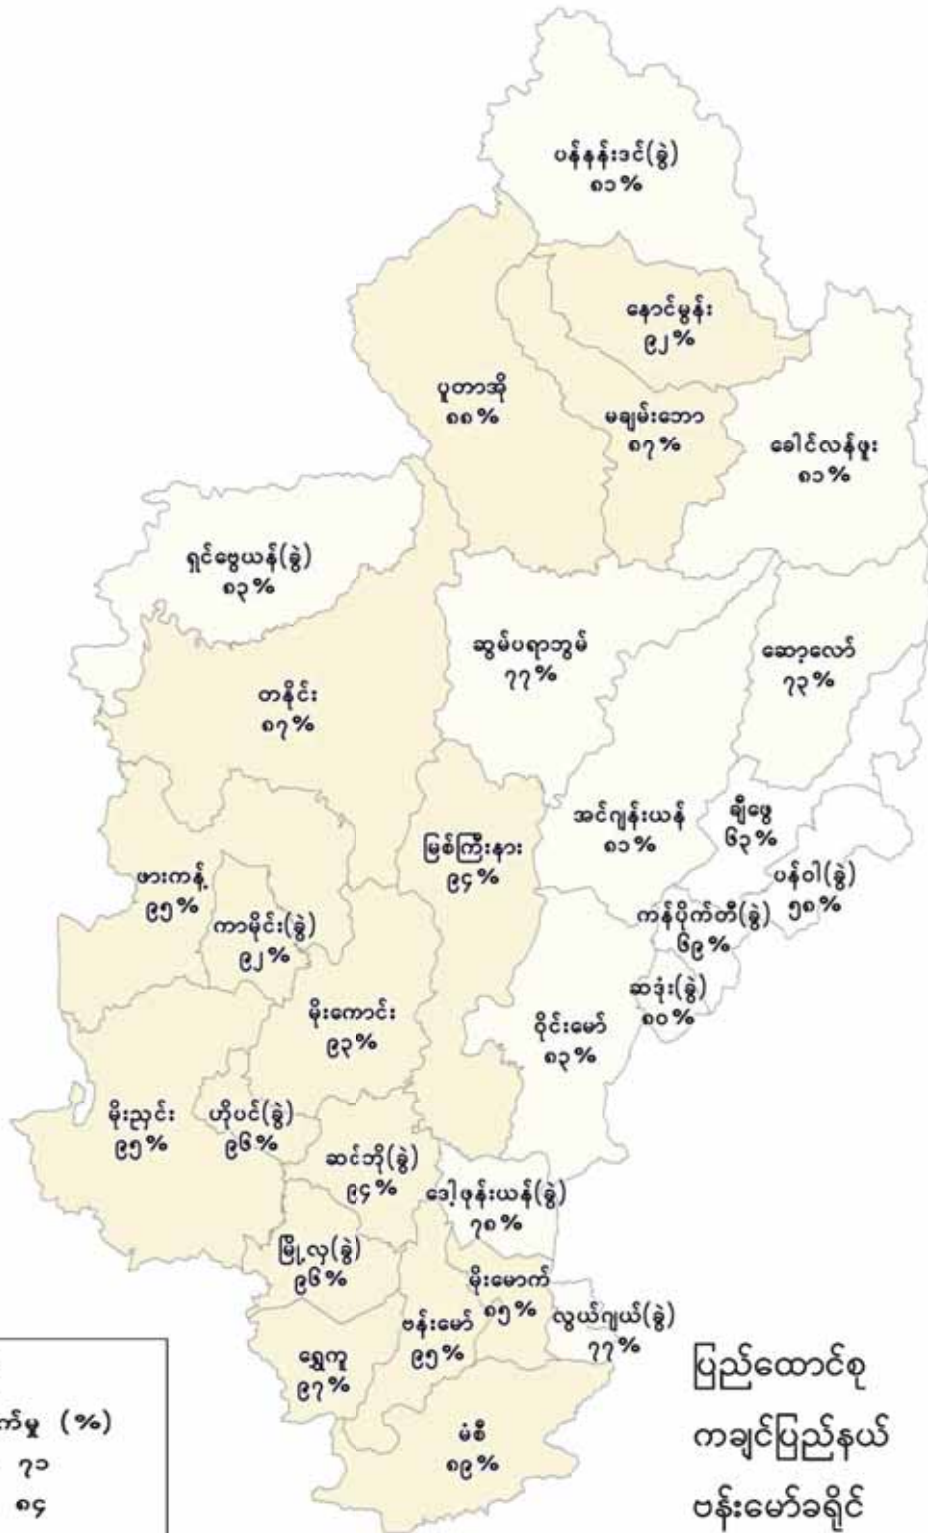 ပန်နန်းဒင်(ခွဲ)
၈၁%
နောင်မွန်း
၉၂%
ပူတာအို
၈၈%
မချမ်းဘော
၈၇%
ခေါင်လန်ဖူး
၈၁%
ရှင်ဗွေယန်(ခွဲ)
၈၃%
ဆွမ်ပရာဘွမ်
၇၇%
ဆော့လော်
၇၃%
တနိုင်း
၈၇%
အင်ဂျန်းယန်
၈၁%
ချီဖွေ
၆၃%
မြစ်ကြီးနား
၉၄%
ဖားကန့်
၉၅%
ပန်ဝါ(ခွဲ)
၅၈%
ကန်ပိုက်တီ(ခွဲ)
၆၉%
ကာမိုင်း(ခွဲ)
၉၂%
ဆဒုံး(ခွဲ)
၈၀%
မိုးကောင်း
၉၃%
ဝိုင်းမော်
၈၃%
မိုးညှင်း
၉၅%
ဟိုပင်(ခွဲ)
၉၆%
ဆင်ဘို(ခွဲ)
၉၄%
ဒေါ့ဖုန်းယန်(ခွဲ)
၇၈%
မြို့လှ(ခွဲ)
၉၆%
မိုးမောက်
၈၅%
ဗန်းမော်
၉၅%
လွယ်ဂျယ်(ခွဲ)
၇၇%
ရွှေကူ
၉၇%
မံစီ
၈၉%
က်မှု (%)
၇၁
၈၄
ပြည်ထောင်စု
ကချင်ပြည်နယ်
ဗန်းမော်ခရိုင်